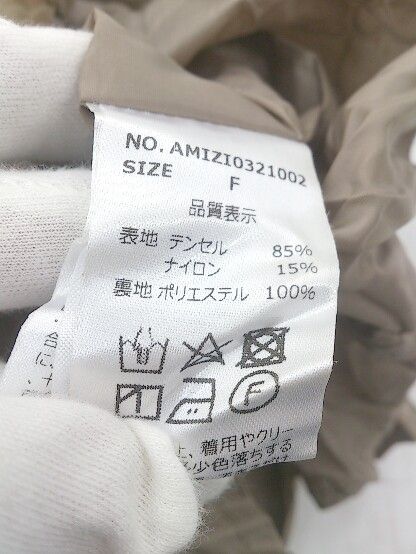 NO. AMIZI0321002
SIZE F
品質表示
表地 テンセル 85%
ナイロン 15%
裏地 ポリエステル 100%
F
上、着用やクリー
少色落ちする